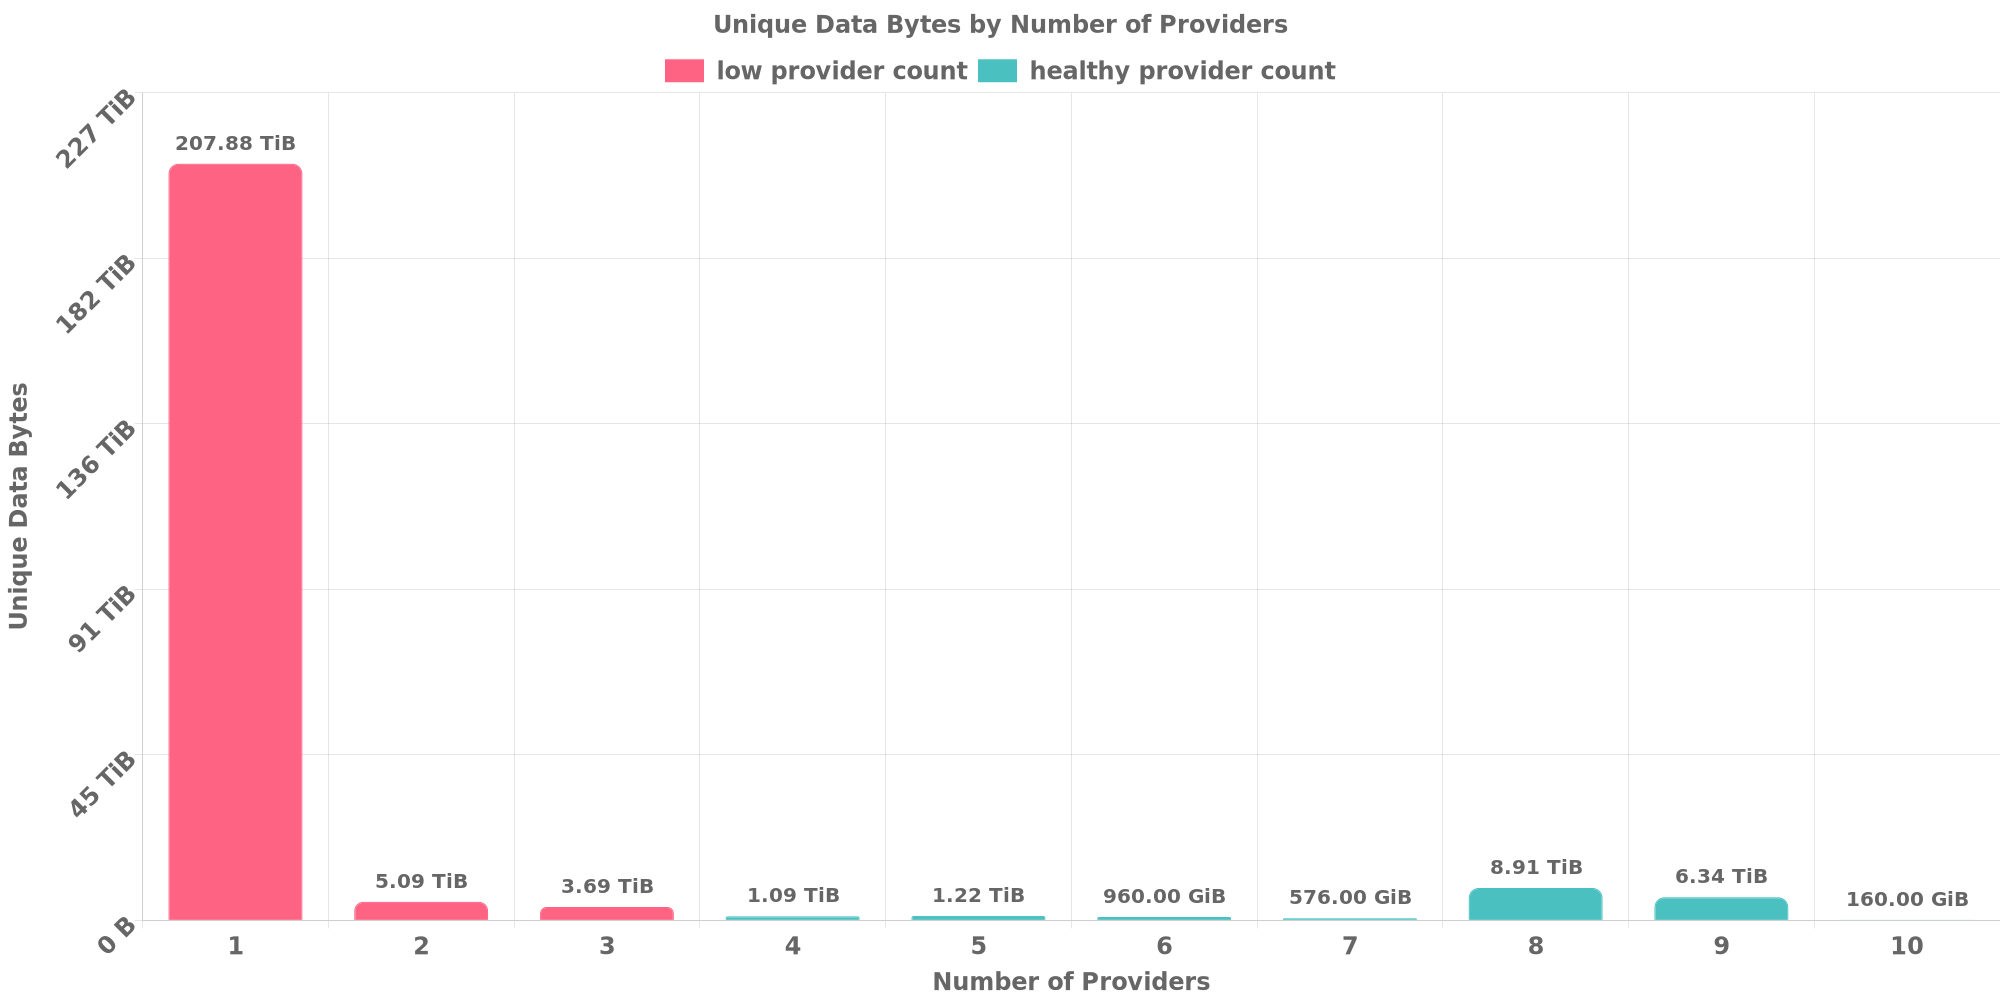 Unique Data Bytes by Number of Providers
low provider count healthy provider count
227 TiB
182 TiB
136 TiB
91 TiB
45 TiB
0 B
Unique Data Bytes
207.88 TiB
5.09 TiB
3.69 TiB
1.09 TiB
1.22 TiB
960.00 GiB
576.00 GiB
8.91 TiB
6.34 TiB
160.00 GiB
1 2 3 4 5 6 7 8 9 10
Number of Providers